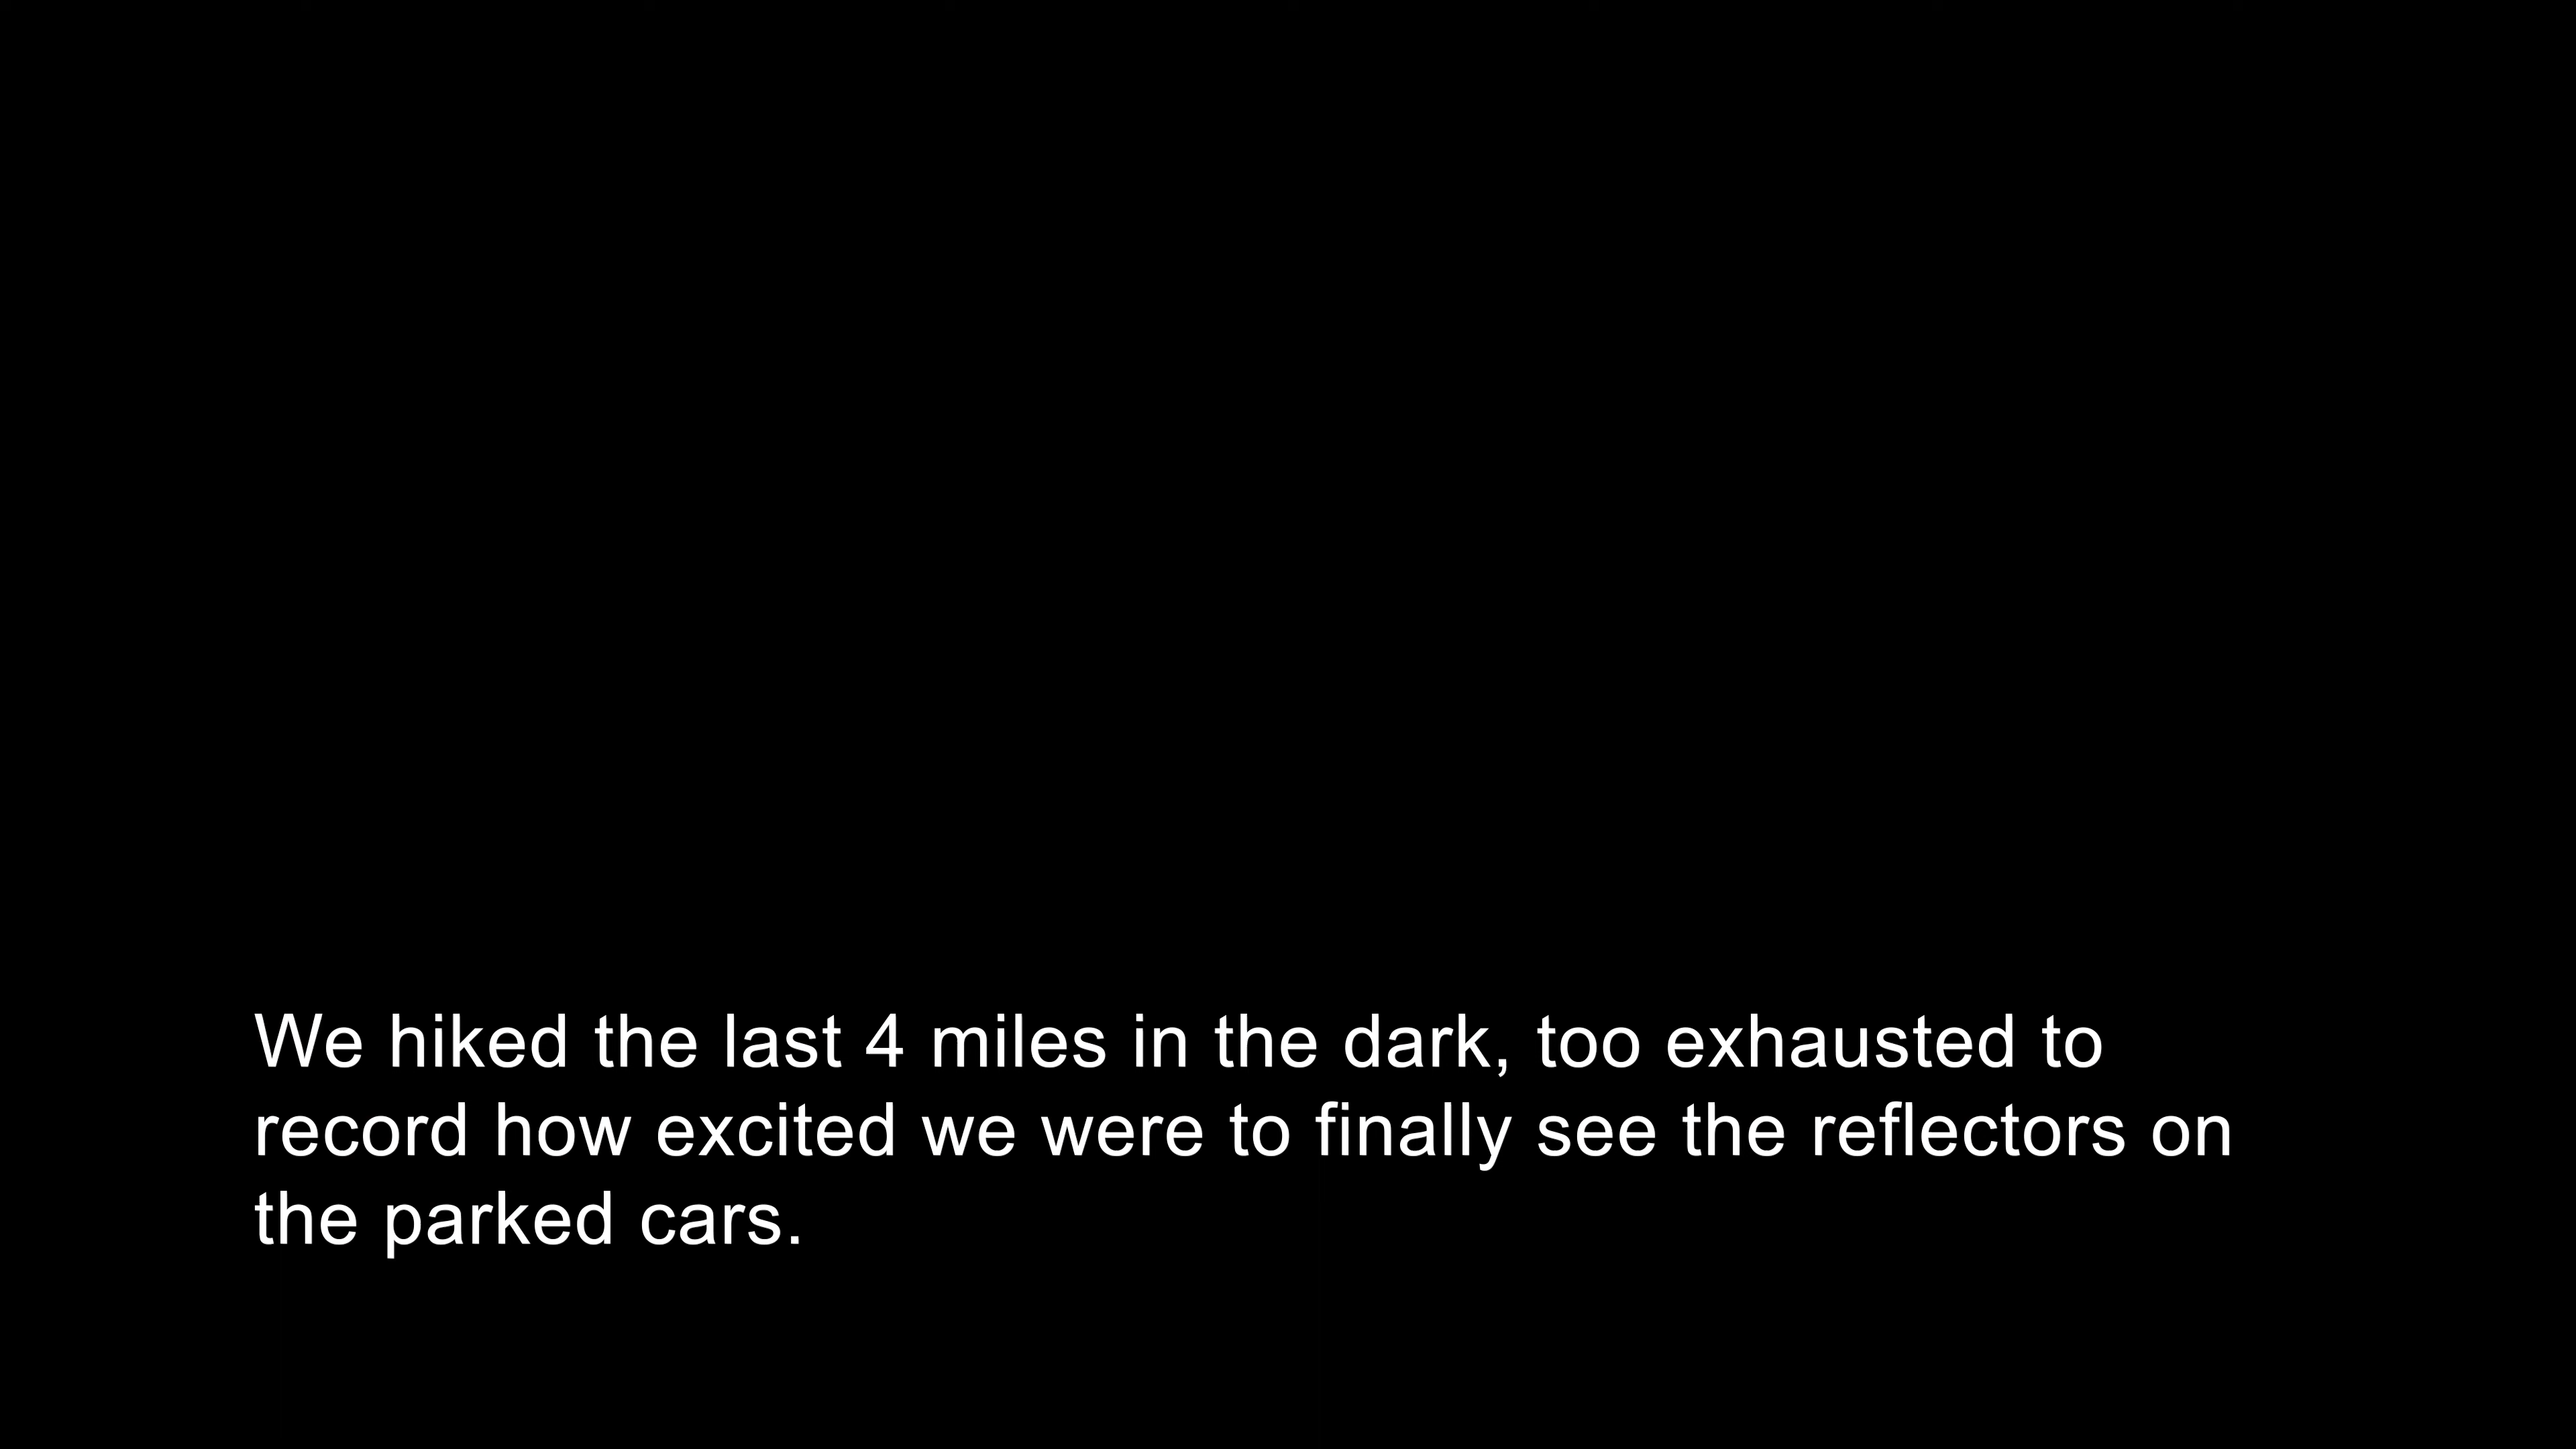 We hiked the last 4 miles in the dark, too exhausted to
record how excited we were to finally see the reflectors on
the parked cars.